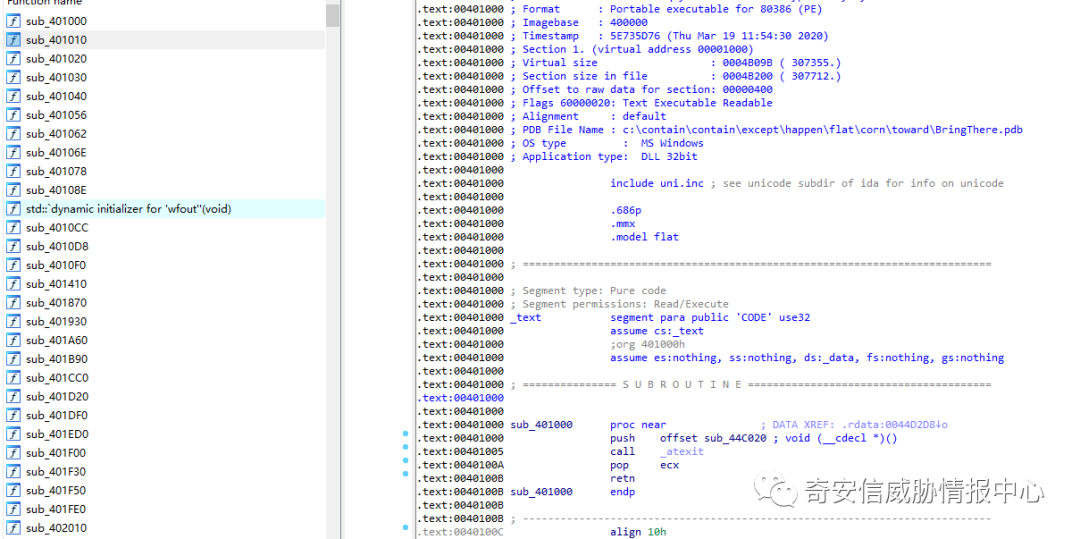 Function name
sub_401000
sub_401010
sub_401020
sub_401030
sub_401040
sub_401056
sub_401062
sub_40106E
sub_401078
sub_40108E
std::`dynamic initializer for 'wfout''(void)
sub_4010CC
sub_4010D8
sub_4010F0
sub_401410
sub_401870
sub_401930
sub_401A60
sub_401B90
sub_401CC0
sub_401D20
sub_401DF0
sub_401ED0
sub_401F00
sub_401F30
sub_401F50
sub_401FE0
sub_402010
.text:00401000 ; Format      : Portable executable for 80386 (PE)
.text:00401000 ; Imagebase   : 400000
.text:00401000 ; Timestamp   : 5E735D76 (Thu Mar 19 11:54:30 2020)
.text:00401000 ; Section 1. (virtual address 00001000)
.text:00401000 ; Virtual size                  : 0004B09B ( 307355.)
.text:00401000 ; Section size in file          : 0004B200 ( 307712.)
.text:00401000 ; Offset to raw data for section: 00000400
.text:00401000 ; Flags 60000020: Text Executable Readable
.text:00401000 ; Alignment     : default
.text:00401000 ; PDB File Name : c:\contain\contain\except\happen\flat\corn\toward\BringThere.pdb
.text:00401000 ; OS type         :  MS Windows
.text:00401000 ; Application type:  DLL 32bit
.text:00401000
.text:00401000                 include uni.inc ; see unicode subdir of ida for info on unicode
.text:00401000
.text:00401000                 .686p
.text:00401000                 .mmx
.text:00401000                 .model flat
.text:00401000
.text:00401000 ; ===========================================================================
.text:00401000
.text:00401000 ; Segment type: Pure code
.text:00401000 ; Segment permissions: Read/Execute
.text:00401000 _text           segment para public 'CODE' use32
.text:00401000                 assume cs:_text
.text:00401000                 ;org 401000h
.text:00401000                 assume es:nothing, ss:nothing, ds:_data, fs:nothing, gs:nothing
.text:00401000
.text:00401000 ; =============== S U B R O U T I N E =======================================
.text:00401000
.text:00401000
.text:00401000 sub_401000      proc near               ; DATA XREF: .rdata:0044D2D8↓o
.text:00401000                 push    offset sub_44C020 ; void (__cdecl *)()
.text:00401005                 call    _atexit
.text:0040100A                 pop     ecx
.text:0040100B                 retn
.text:0040100B sub_401000      endp
.text:0040100B
.text:0040100B ; ---------------------------------------------------------------------------
.text:0040100C                 align 10h
奇安信威胁情报中心